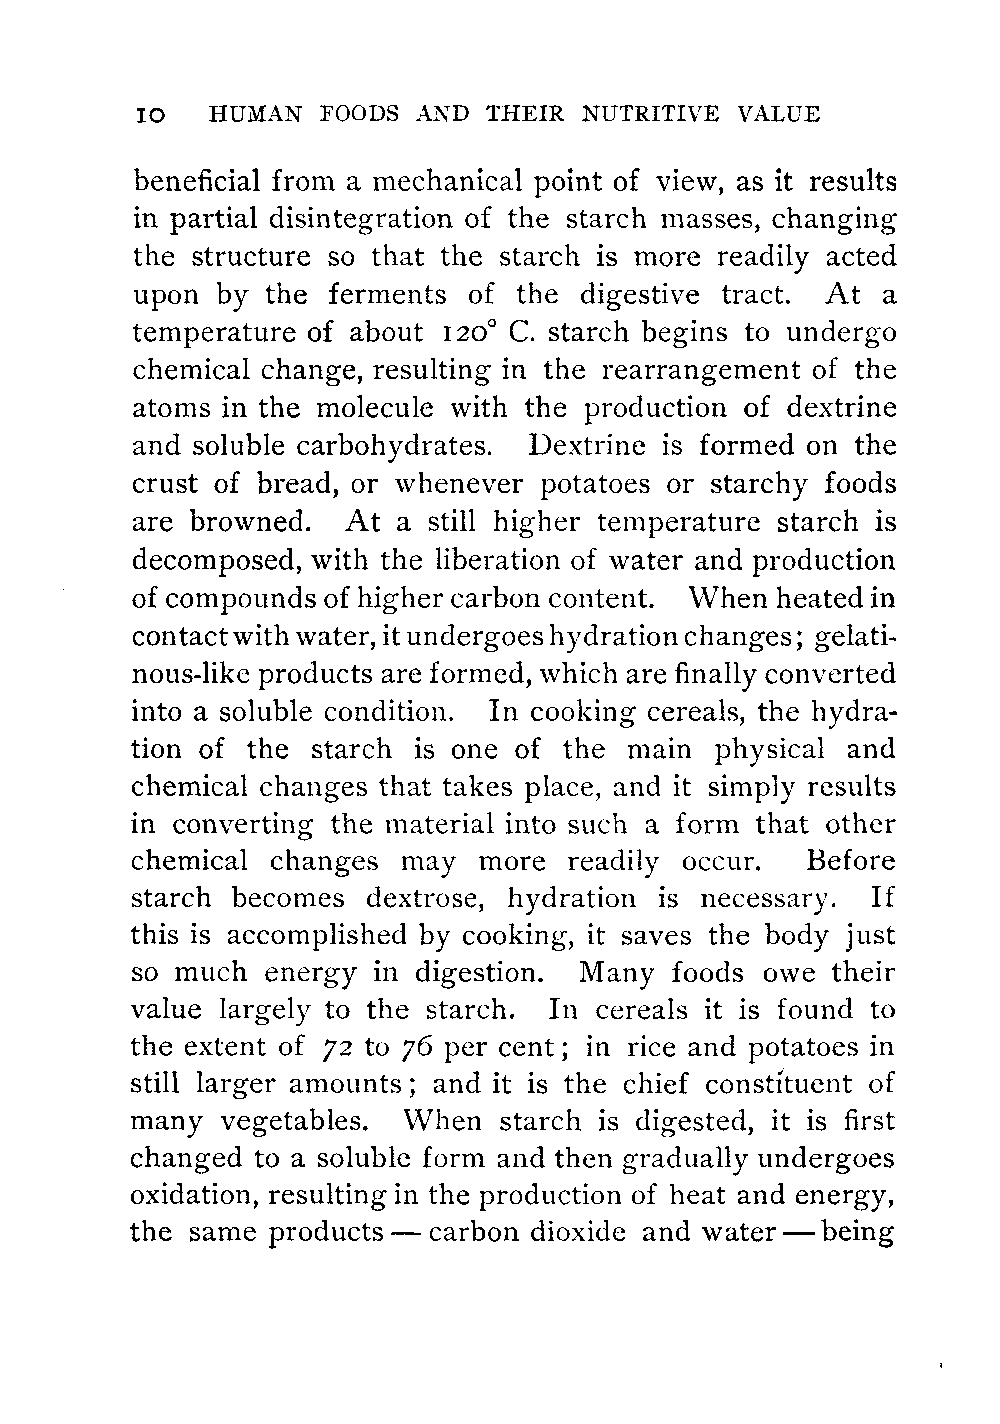 10 HUMAN FOODS AND THEIR NUTRITIVE VALUE
beneficial from a mechanical point of view, as it results
in partial disintegration of the starch masses, changing
the structure so that the starch is more readily acted
upon by the ferments of the digestive tract. At a
temperature of about 120° C. starch begins to undergo
chemical change, resulting in the rearrangement of the
atoms in the molecule with the production of dextrine
and soluble carbohydrates. Dextrine is formed on the
crust of bread, or whenever potatoes or starchy foods
are browned. At a still higher temperature starch is
decomposed, with the liberation of water and production
of compounds of higher carbon content. When heated in
contact with water, it undergoes hydration changes; gelati-
nous-like products are formed, which are finally converted
into a soluble condition. In cooking cereals, the hydra-
tion of the starch is one of the main physical and
chemical changes that takes place, and it simply results
in converting the material into such a form that other
chemical changes may more readily occur. Before
starch becomes dextrose, hydration is necessary. If
this is accomplished by cooking, it saves the body just
so much energy in digestion. Many foods owe their
value largely to the starch. In cereals it is found to
the extent of 72 to 76 per cent; in rice and potatoes in
still larger amounts; and it is the chief constituent of
many vegetables. When starch is digested, it is first
changed to a soluble form and then gradually undergoes
oxidation, resulting in the production of heat and energy,
the same products — carbon dioxide and water — being